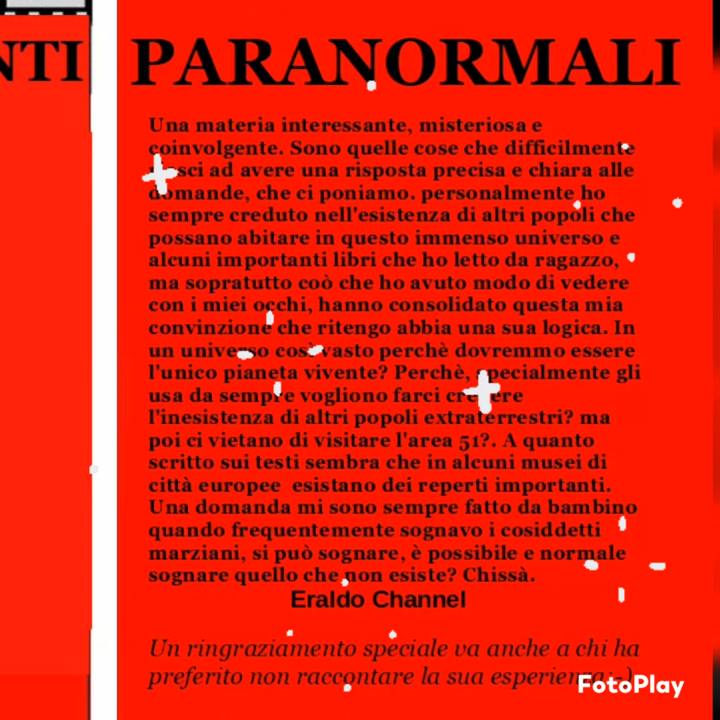 NTI
PARANORMALI
Una materia interessante, misteriosa e
coinvolgente. Sono quelle cose che difficilmente
ad avere una risposta precisa e chiara alle
domande, che ci poniamo. personalmente ho
sempre creduto nell'esistenza di altri popoli che
possano abitare in questo immenso universo e
alcuni importanti libri che ho letto da ragazzo,
ma sopratutto coò che ho avuto modo di vedere
con i miei occhi, hanno consolidato questa mia
convinzione che ritengo abbia una sua logica. In
un universo così vasto perchè dovremmo essere
l'unico pianeta vivente? Perchè, specialmente gli
usa da sempre vogliono farci credere
l'inesistenza di altri popoli extraterrestri? ma
poi ci vietano di visitare l'area 51?. A quanto
scritto sui testi sembra che in alcuni musei di
città europee esistano dei reperti importanti.
Una domanda mi sono sempre fatto da bambino
quando frequentemente sognavo i cosiddetti
marziani, si può sognare, è possibile e normale
sognare quello che non esiste? Chissà.
Eraldo Channel
Un ringraziamento speciale va anche a chi ha
preferito non raccontare la sua esperienza :-)
FotoPlay